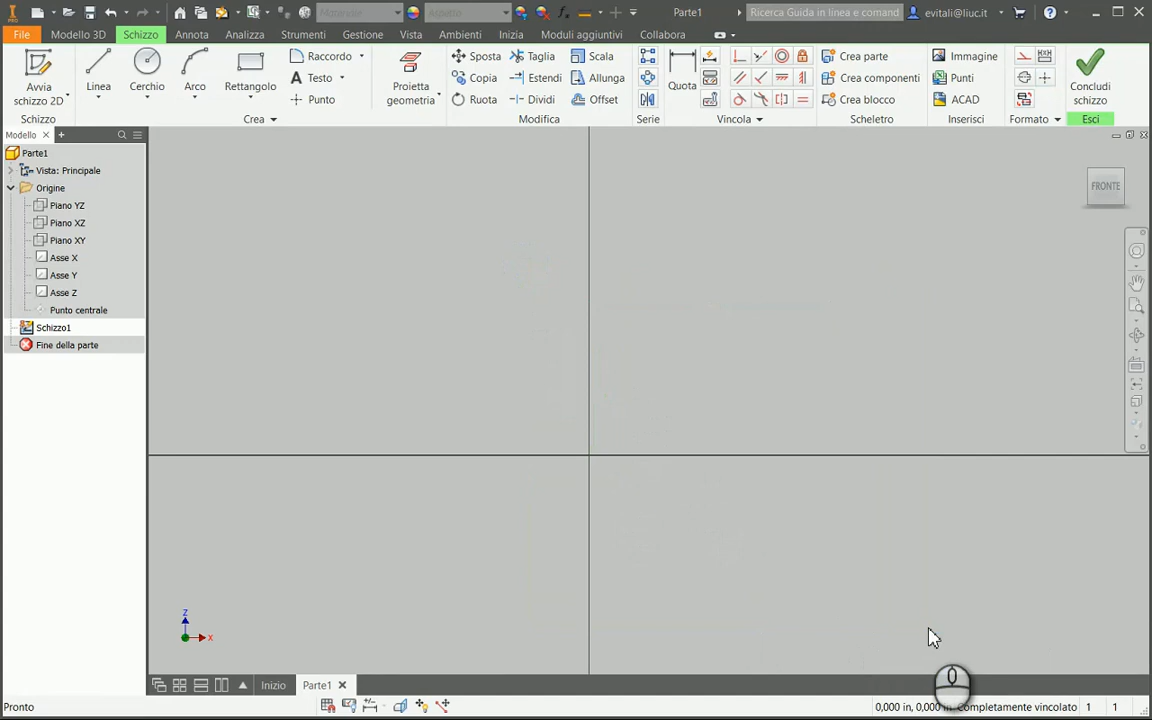 PRO
Materiale
Aspetto
Parte1
Ricerca Guida in linea e comand
evitali@liuc.it
File
Modello 3D
Schizzo
Annota
Analizza
Strumenti
Gestione
Vista
Ambienti
Inizia
Moduli aggiuntivi
Collabora
Avvia
schizzo 2D
Linea
Cerchio
Arco
Rettangolo
Raccordo
Testo
Punto
Proietta
geometria
Sposta
Copia
Ruota
Taglia
Estendi
Dividi
Scala
Allunga
Offset
Quota
Crea parte
Crea componenti
Crea blocco
Immagine
Punti
ACAD
Concludi
schizzo
Schizzo
Crea
Modifica
Serie
Vincola
Scheletro
Inserisci
Formato
Esci
Modello
Parte1
Vista: Principale
Origine
Piano YZ
Piano XZ
Piano XY
Asse X
Asse Y
Asse Z
Punto centrale
Schizzo1
Fine della parte
FRONTE
Z
X
Inizio
Parte1
Pronto
0,000 in, 0,000 in
Completamente vincolato
1
1